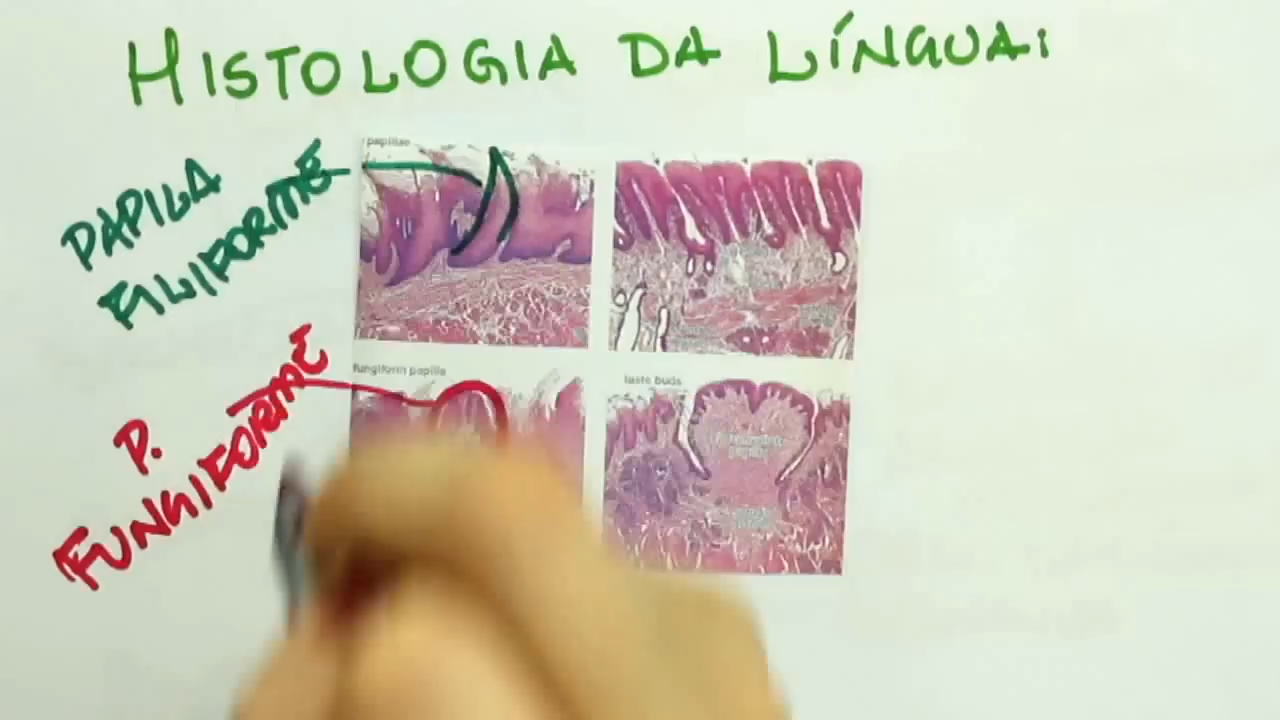 HISTOLOGIA DA LÍNGUA:
PAPILA
FILIFORME
papillae
P.
FUNGIFORME
fungiform papilla
taste buds